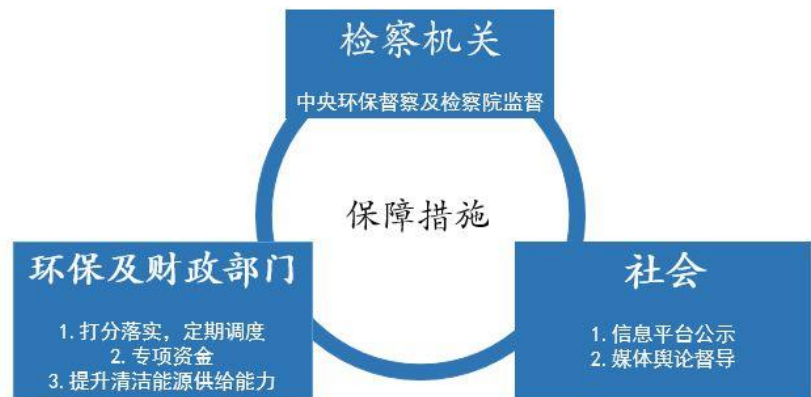 检察机关
中央环保督察及检察院监督
保障措施
环保及财政部门
1. 打分落实，定期调度
2. 专项资金
3. 提升清洁能源供给能力
社会
1. 信息平台公示
2. 媒体舆论督导